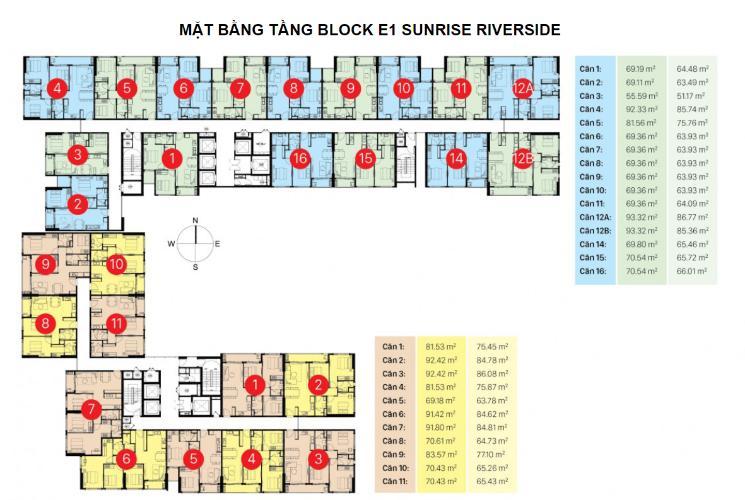 MẶT BẰNG TẦNG BLOCK E1 SUNRISE RIVERSIDE
4 5 6 7 8 9 10 11 12A
3 1 16 15 14 12B
2
Căn 1: 69.19 m² 64.48 m²
Căn 2: 69.11 m² 63.49 m²
Căn 3: 55.59 m² 51.17 m²
Căn 4: 92.33 m² 85.74 m²
Căn 5: 81.56 m² 75.76 m²
Căn 6: 69.36 m² 63.93 m²
Căn 7: 69.36 m² 63.93 m²
Căn 8: 69.36 m² 63.93 m²
Căn 9: 69.36 m² 63.93 m²
Căn 10: 69.36 m² 63.93 m²
Căn 11: 69.36 m² 64.09 m²
Căn 12A: 93.32 m² 86.77 m²
Căn 12B: 93.32 m² 85.36 m²
Căn 14: 69.80 m² 65.46 m²
Căn 15: 70.54 m² 65.72 m²
Căn 16: 70.54 m² 66.01 m²
N
W E
S
9 10
8 11
1 2
7
6 5 4 3
Căn 1: 81.53 m² 75.45 m²
Căn 2: 92.42 m² 84.78 m²
Căn 3: 92.42 m² 86.08 m²
Căn 4: 81.53 m² 75.87 m²
Căn 5: 69.18 m² 63.78 m²
Căn 6: 91.42 m² 84.62 m²
Căn 7: 91.80 m² 84.81 m²
Căn 8: 70.61 m² 64.73 m²
Căn 9: 83.57 m² 77.10 m²
Căn 10: 70.43 m² 65.26 m²
Căn 11: 70.43 m² 65.43 m²